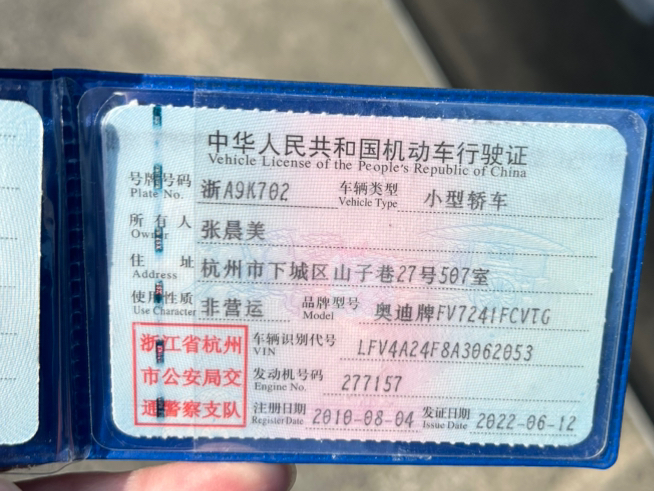 中华人民共和国机动车行驶证
Vehicle License of the People's Republic of China
号牌号码 浙A9K702 车辆类型 小型轿车
Plate No. Vehicle Type
所有人 张晨美
Owner
住址 杭州市下城区山子巷27号507室
Address
使用性质 非营运 品牌型号 奥迪牌FV7241FCVTG
Use Character Model
浙江省杭州 车辆识别代号 LFV4A24F8A3062053
VIN
市公安局交 发动机号码 277157
Engine No.
通警察支队 注册日期 2010-08-04 发证日期 2022-06-12
Register Date Issue Date